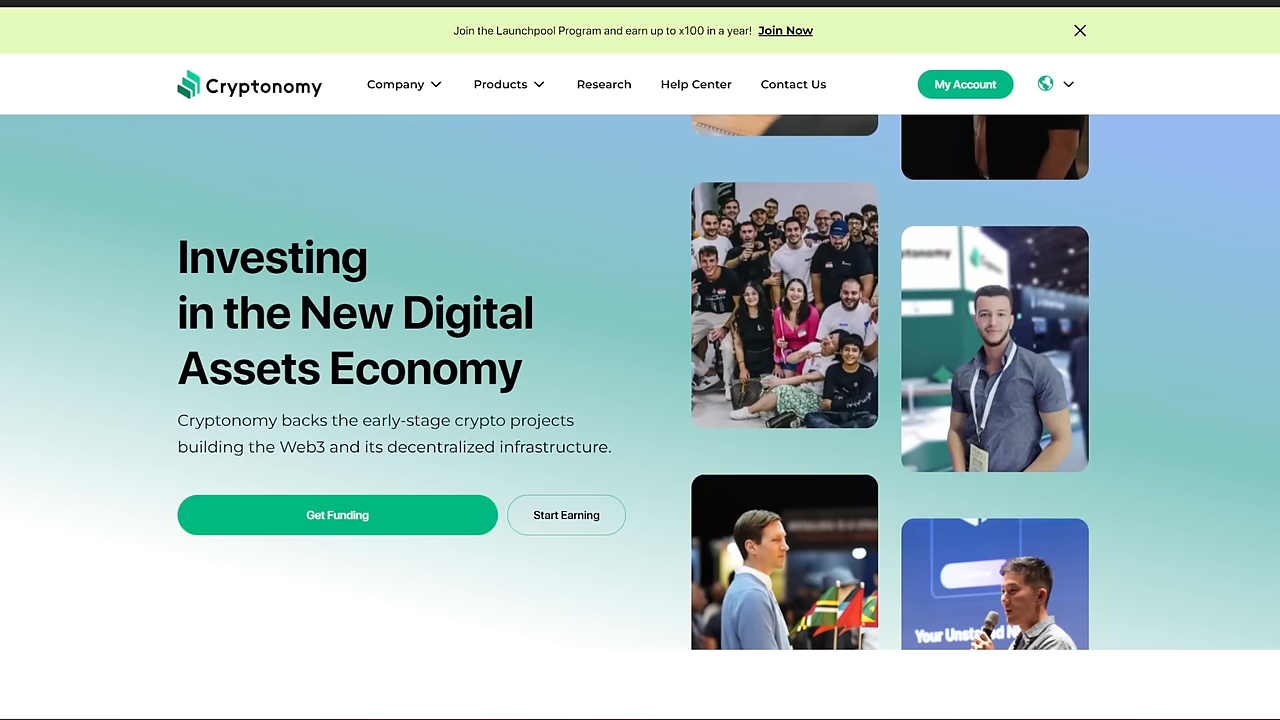 Join the Launchpool Program and earn up to x100 in a year! Join Now
Cryptonomy
Company
Products
Research
Help Center
Contact Us
My Account
Investing
in the New Digital
Assets Economy
Cryptonomy backs the early-stage crypto projects
building the Web3 and its decentralized infrastructure.
Get Funding
Start Earning
Your